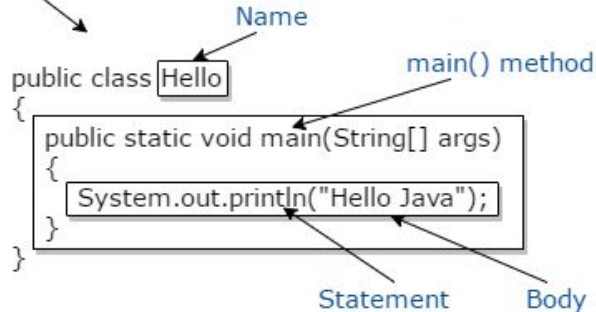 Name
main() method
public class Hello
{
public static void main(String[] args)
{
System.out.println("Hello Java");
}
}
Statement
Body